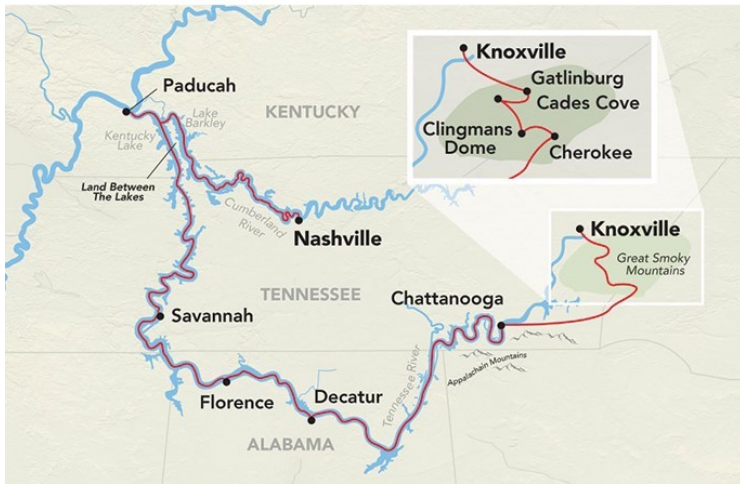 Paducah
KENTUCKY
Lake
Barkley
Kentucky
Lake
Land Between
The Lakes
Cumberland
River
Nashville
Knoxville
Gatlinburg
Cades Cove
Clingmans
Dome
Cherokee
Knoxville
Great Smoky
Mountains
TENNESSEE
Chattanooga
Savannah
Appalachain Mountains
Tennessee River
Florence
Decatur
ALABAMA